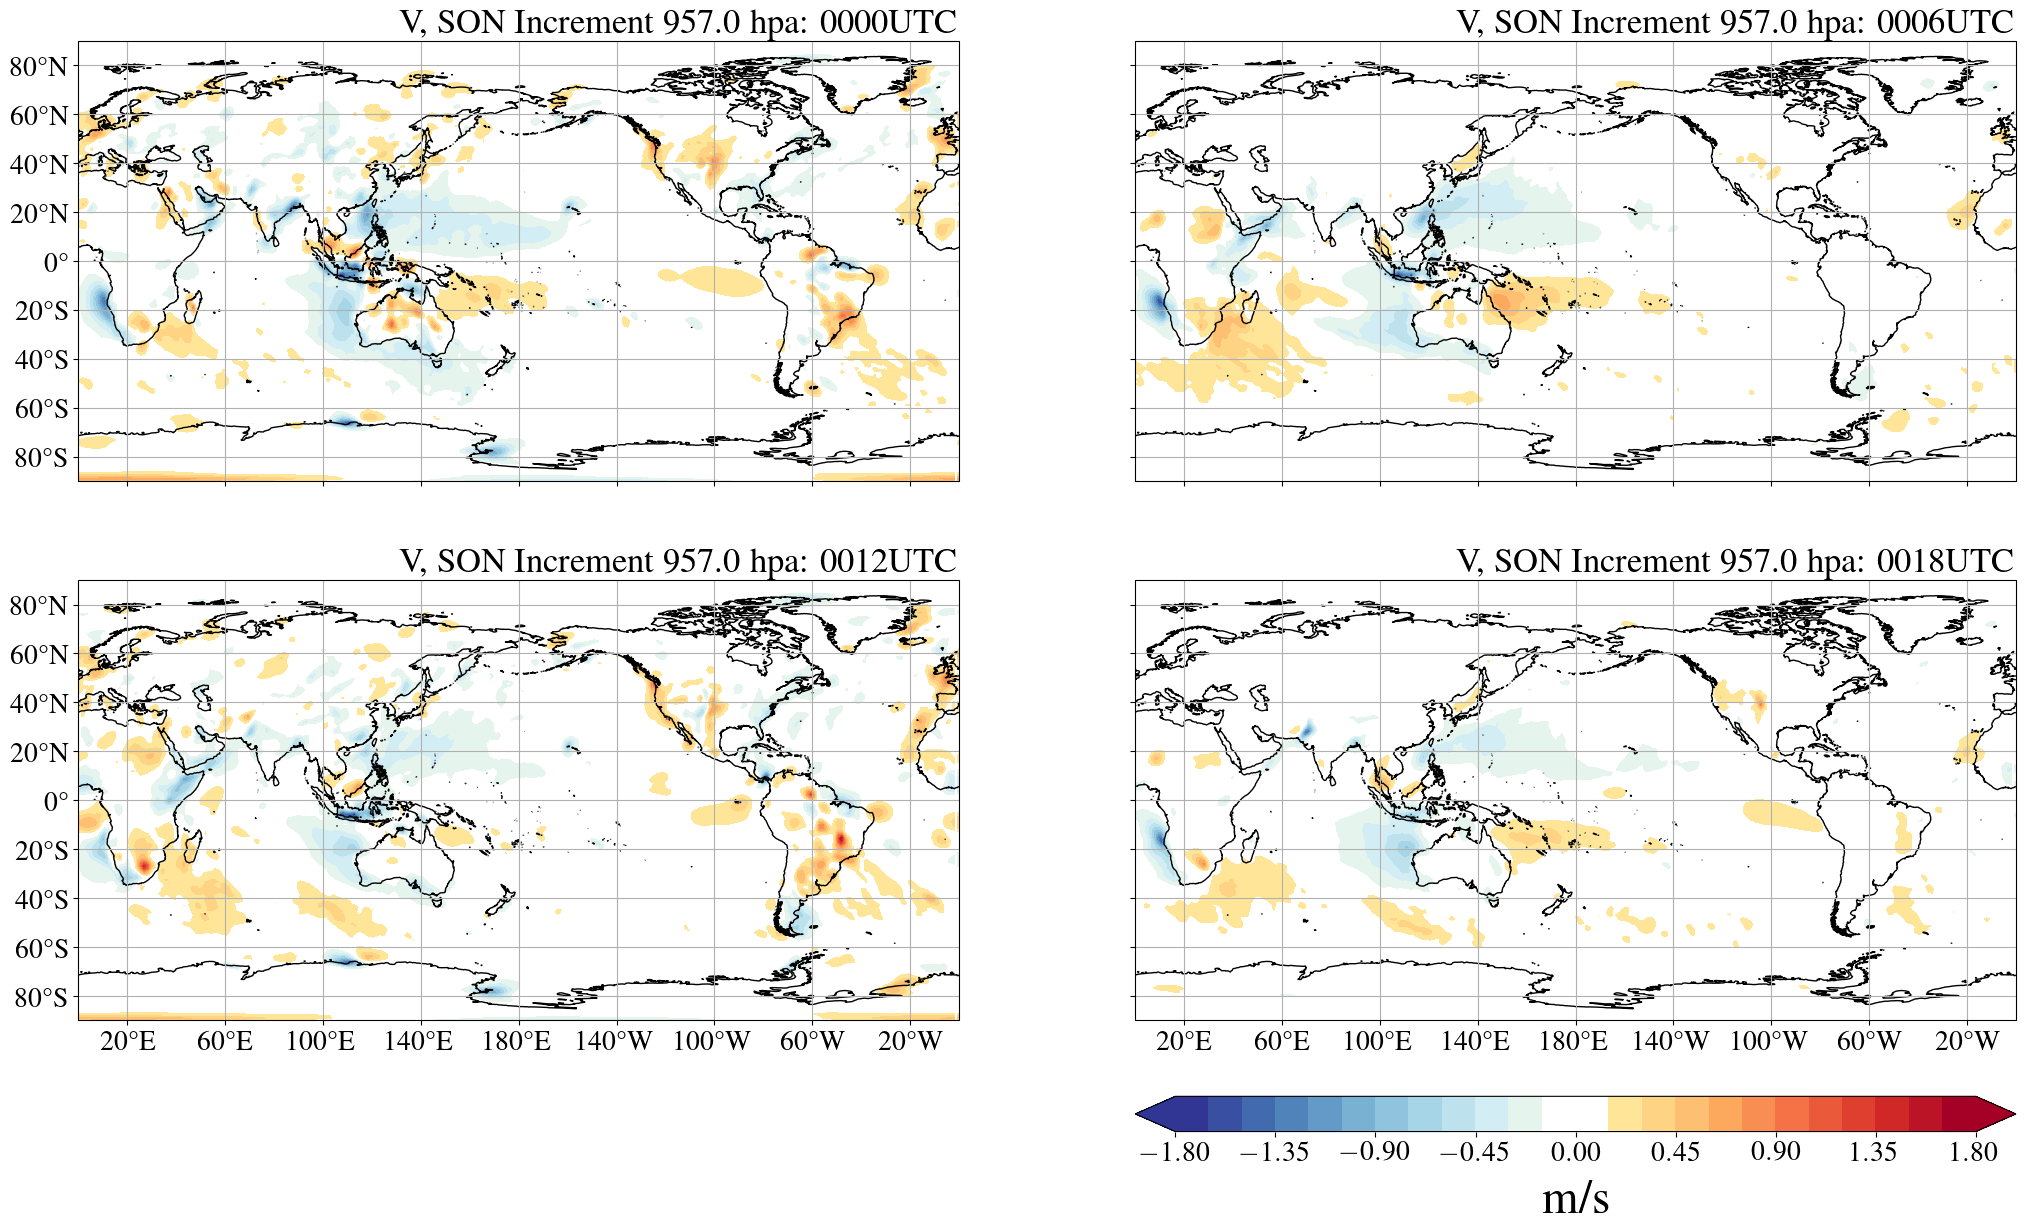 V, SON Increment 957.0 hpa: 0000UTC
V, SON Increment 957.0 hpa: 0006UTC
80°N
60°N
40°N
20°N
0°
20°S
40°S
60°S
80°S
V, SON Increment 957.0 hpa: 0012UTC
V, SON Increment 957.0 hpa: 0018UTC
80°N
60°N
40°N
20°N
0°
20°S
40°S
60°S
80°S
20°E 60°E 100°E 140°E 180°E 140°W 100°W 60°W 20°W
20°E 60°E 100°E 140°E 180°E 140°W 100°W 60°W 20°W
−1.80 −1.35 −0.90 −0.45 0.00 0.45 0.90 1.35 1.80
m/s